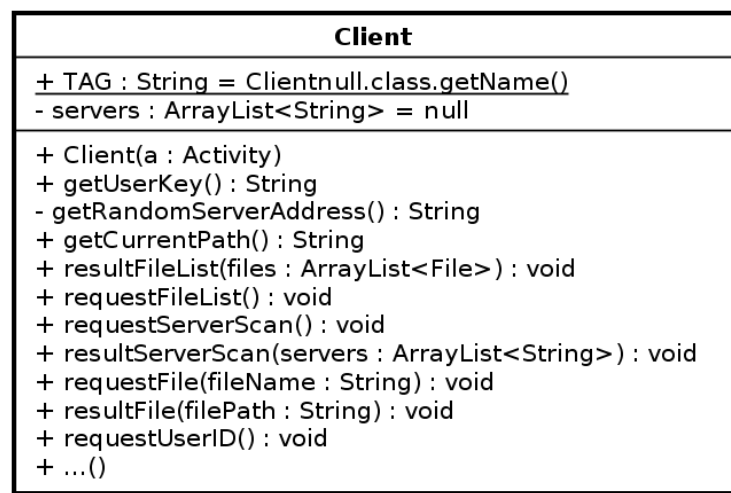 Client
+ TAG : String = Clientnull.class.getName()
- servers : ArrayList<String> = null
+ Client(a : Activity)
+ getUserKey() : String
- getRandomServerAddress() : String
+ getCurrentPath() : String
+ resultFileList(files : ArrayList<File>) : void
+ requestFileList() : void
+ requestServerScan() : void
+ resultServerScan(servers : ArrayList<String>) : void
+ requestFile(fileName : String) : void
+ resultFile(filePath : String) : void
+ requestUserID() : void
+ ...()